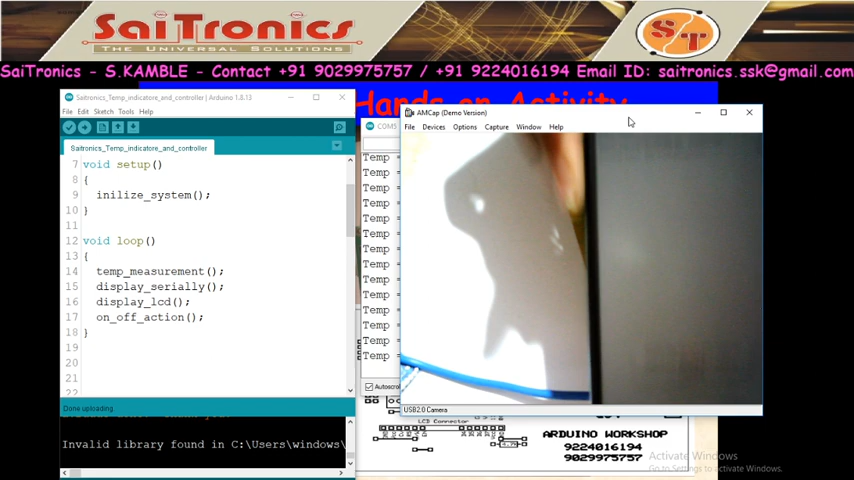 SaiTronics
THE UNIVERSAL SOLUTIONS
ST
SaiTronics - S.KAMBLE - Contact +91 9029975757 / +91 9224016194 Email ID: saitronics.ssk@gmail.com
Hands on Activity
Saitronics_Temp_indicatore_and_controller | Arduino 1.8.13
File Edit Sketch Tools Help
Saitronics_Temp_indicatore_and_controller
7 void setup()
8 {
9 inilize_system();
10 }
11
12 void loop()
13 {
14 temp_measurement();
15 display_serially();
16 display_lcd();
17 on_off_action();
18 }
19
20
21
22
Done uploading.
Invalid library found in C:\Users\windows\
COM5
Temp =
Temp =
Temp =
Temp =
Temp =
Temp =
Temp =
Temp =
Temp =
Temp =
Temp =
Temp =
Temp =
Temp =
Autoscro
AMCap (Demo Version)
File Devices Options Capture Window Help
USB2.0 Camera
LCD Connector
ARDUINO WORKSHOP
9224016194
9029975757
Activate Windows
Go to Settings to activate Windows.